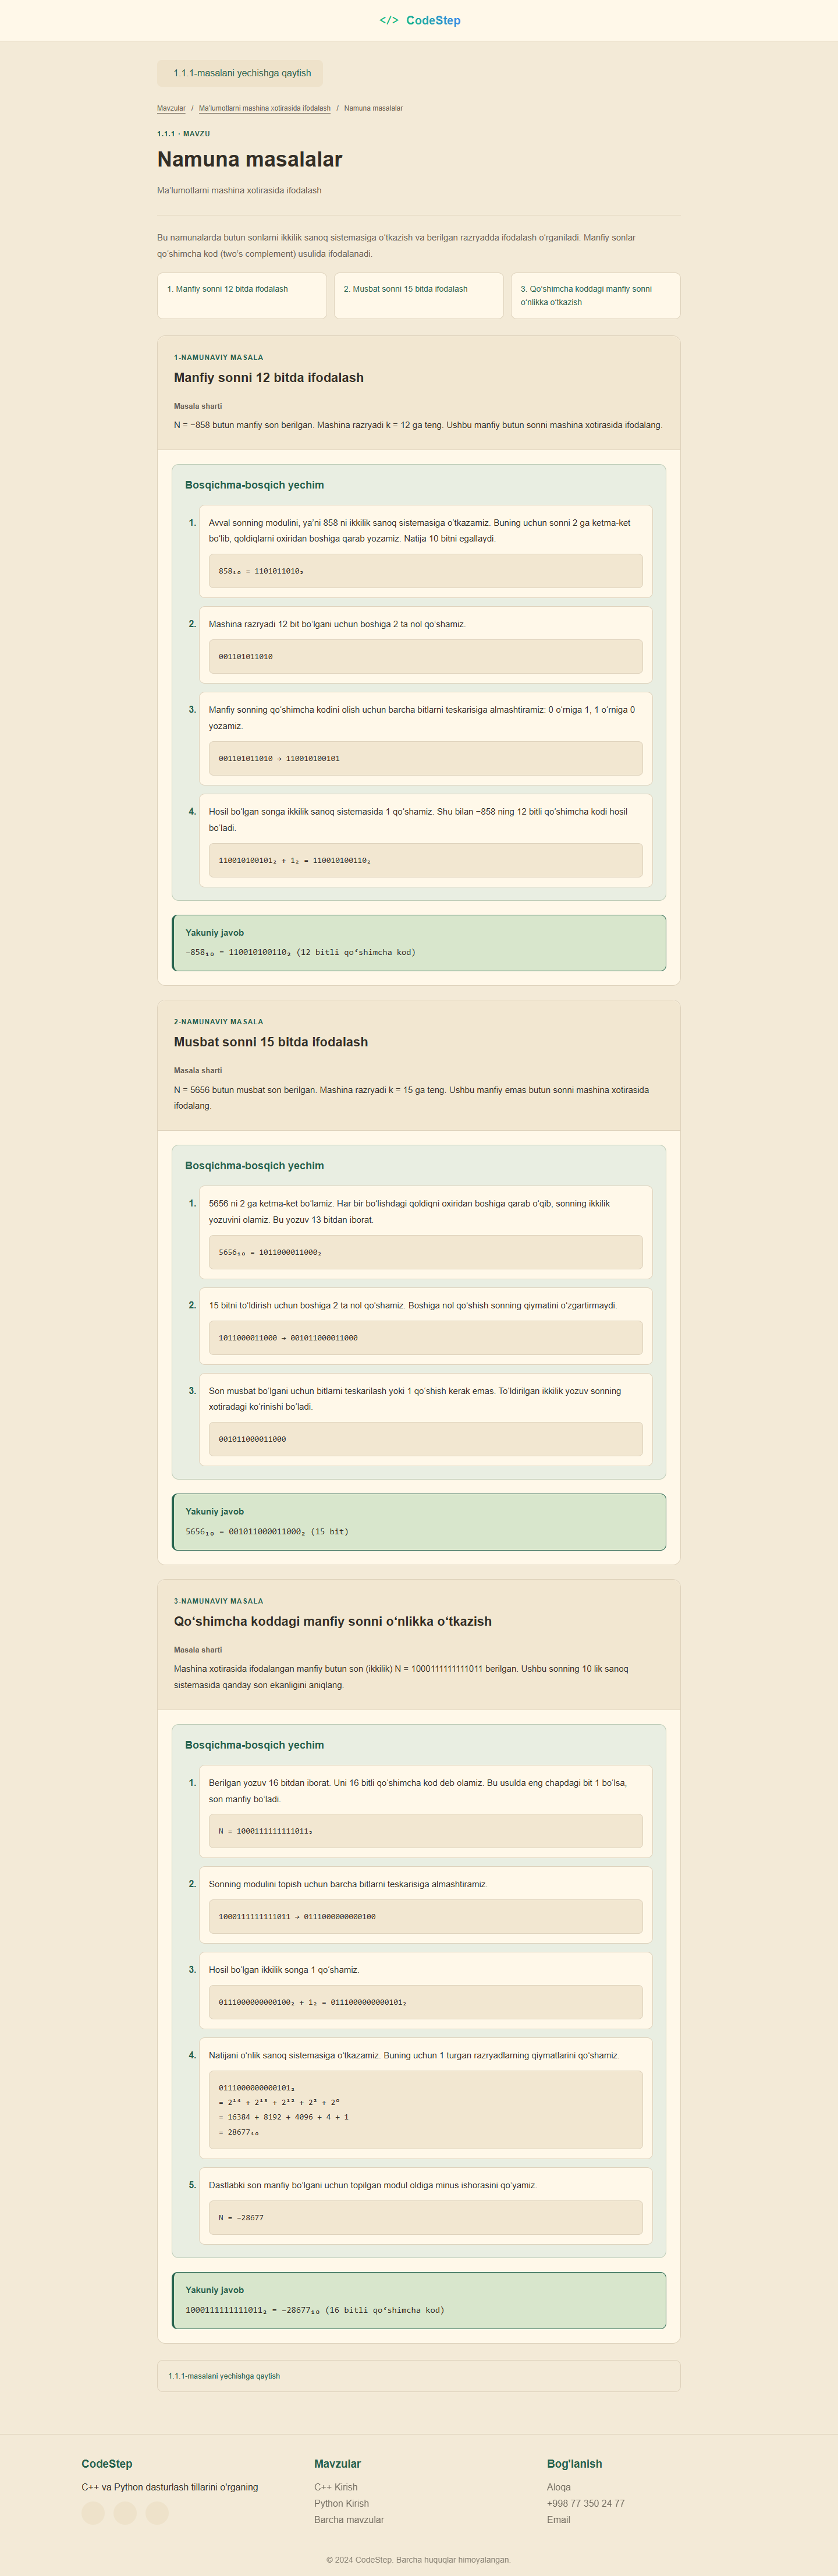 </> CodeStep
1.1.1-masalani yechishga qaytish
Mavzular / Ma'lumotlarni mashina xotirasida ifodalash / Namuna masalalar
1.1.1 · MAVZU
Namuna masalalar
Ma'lumotlarni mashina xotirasida ifodalash
Bu namunalarda butun sonlarni ikkilik sanoq sistemasiga o'tkazish va berilgan razryadda ifodalash o'rganiladi. Manfiy sonlar
qo'shimcha kod (two's complement) usulida ifodalanadi.
1. Manfiy sonni 12 bitda ifodalash
2. Musbat sonni 15 bitda ifodalash
3. Qo'shimcha koddagi manfiy sonni
o'nlikka o'tkazish
1-NAMUNAVIY MASALA
Manfiy sonni 12 bitda ifodalash
Masala sharti
N = −858 butun manfiy son berilgan. Mashina razryadi k = 12 ga teng. Ushbu manfiy butun sonni mashina xotirasida ifodalang.
Bosqichma-bosqich yechim
1. Avval sonning modulini, ya'ni 858 ni ikkilik sanoq sistemasiga o'tkazamiz. Buning uchun sonni 2 ga ketma-ket
bo'lib, qoldiqlarni oxiridan boshiga qarab yozamiz. Natija 10 bitni egallaydi.
858₁₀ = 1101011010₂
2. Mashina razryadi 12 bit bo'lgani uchun boshiga 2 ta nol qo'shamiz.
001101011010
3. Manfiy sonning qo'shimcha kodini olish uchun barcha bitlarni teskarisiga almashtiramiz: 0 o'rniga 1, 1 o'rniga 0
yozamiz.
001101011010 → 110010100101
4. Hosil bo'lgan songa ikkilik sanoq sistemasida 1 qo'shamiz. Shu bilan −858 ning 12 bitli qo'shimcha kodi hosil
bo'ladi.
110010100101₂ + 1₂ = 110010100110₂
Yakuniy javob
−858₁₀ = 110010100110₂ (12 bitli qo‘shimcha kod)
2-NAMUNAVIY MASALA
Musbat sonni 15 bitda ifodalash
Masala sharti
N = 5656 butun musbat son berilgan. Mashina razryadi k = 15 ga teng. Ushbu manfiy emas butun sonni mashina xotirasida
ifodalang.
Bosqichma-bosqich yechim
1. 5656 ni 2 ga ketma-ket bo'lamiz. Har bir bo'lishdagi qoldiqni oxiridan boshiga qarab o'qib, sonning ikkilik
yozuvini olamiz. Bu yozuv 13 bitdan iborat.
5656₁₀ = 1011000011000₂
2. 15 bitni to'ldirish uchun boshiga 2 ta nol qo'shamiz. Boshiga nol qo'shish sonning qiymatini o'zgartirmaydi.
1011000011000 → 001011000011000
3. Son musbat bo'lgani uchun bitlarni teskarilash yoki 1 qo'shish kerak emas. To'ldirilgan ikkilik yozuv sonning
xotiradagi ko'rinishi bo'ladi.
001011000011000
Yakuniy javob
5656₁₀ = 001011000011000₂ (15 bit)
3-NAMUNAVIY MASALA
Qo‘shimcha koddagi manfiy sonni o‘nlikka o‘tkazish
Masala sharti
Mashina xotirasida ifodalangan manfiy butun son (ikkilik) N = 1000111111111011 berilgan. Ushbu sonning 10 lik sanoq
sistemasida qanday son ekanligini aniqlang.
Bosqichma-bosqich yechim
1. Berilgan yozuv 16 bitdan iborat. Uni 16 bitli qo'shimcha kod deb olamiz. Bu usulda eng chapdagi bit 1 bo'lsa,
son manfiy bo'ladi.
N = 1000111111111011₂
2. Sonning modulini topish uchun barcha bitlarni teskarisiga almashtiramiz.
1000111111111011 → 0111000000000100
3. Hosil bo'lgan ikkilik songa 1 qo'shamiz.
0111000000000100₂ + 1₂ = 0111000000000101₂
4. Natijani o'nlik sanoq sistemasiga o'tkazamiz. Buning uchun 1 turgan razryadlarning qiymatlarini qo'shamiz.
0111000000000101₂
= 2¹⁴ + 2¹³ + 2¹² + 2² + 2⁰
= 16384 + 8192 + 4096 + 4 + 1
= 28677₁₀
5. Dastlabki son manfiy bo'lgani uchun topilgan modul oldiga minus ishorasini qo'yamiz.
N = −28677
Yakuniy javob
1000111111111011₂ = −28677₁₀ (16 bitli qo‘shimcha kod)
1.1.1-masalani yechishga qaytish
CodeStep
C++ va Python dasturlash tillarini o'rganing
Mavzular
C++ Kirish
Python Kirish
Barcha mavzular
Bog'lanish
Aloqa
+998 77 350 24 77
Email
© 2024 CodeStep. Barcha huquqlar himoyalangan.